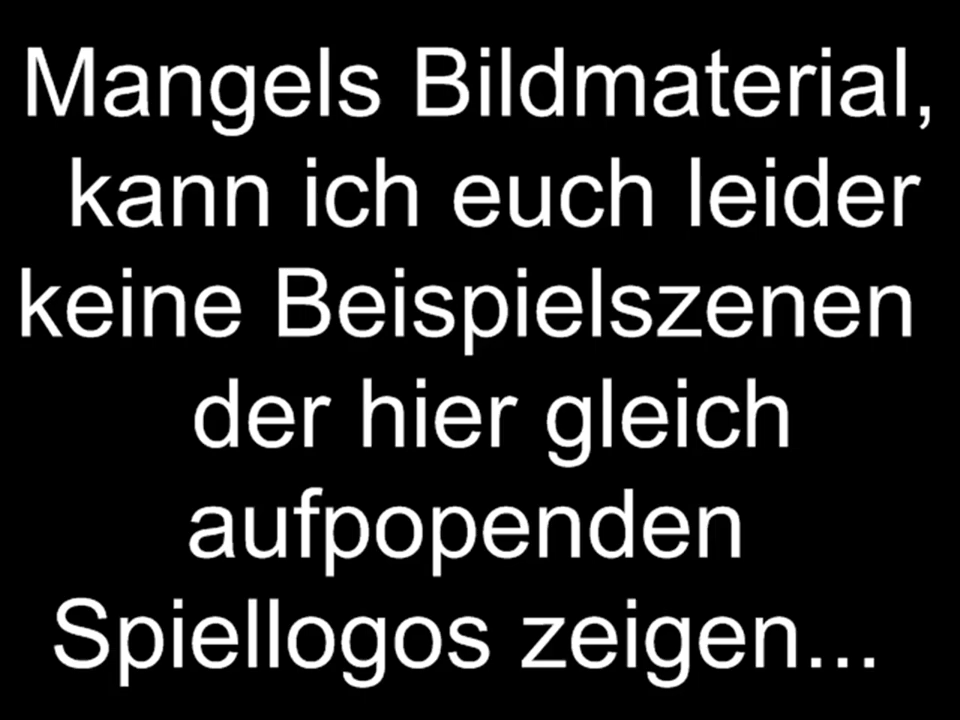 Mangels Bildmaterial,
kann ich euch leider
keine Beispielszenen
der hier gleich
aufpopenden
Spiellogos zeigen...